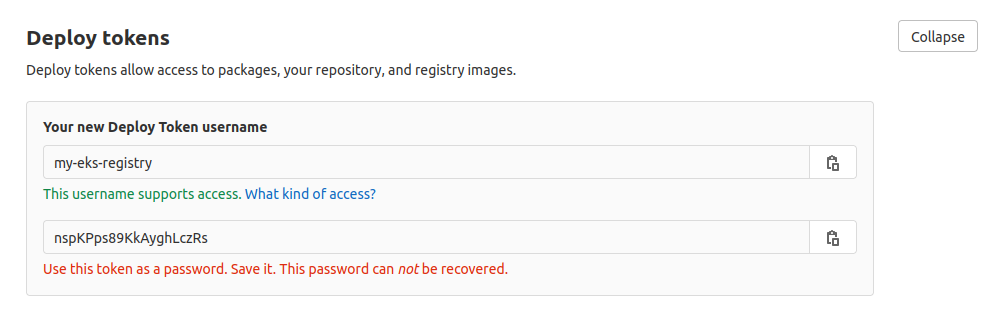 Deploy tokens
Collapse
Deploy tokens allow access to packages, your repository, and registry images.
Your new Deploy Token username
my-eks-registry
This username supports access. What kind of access?
nspKPps89KkAyghLczRs
Use this token as a password. Save it. This password can not be recovered.